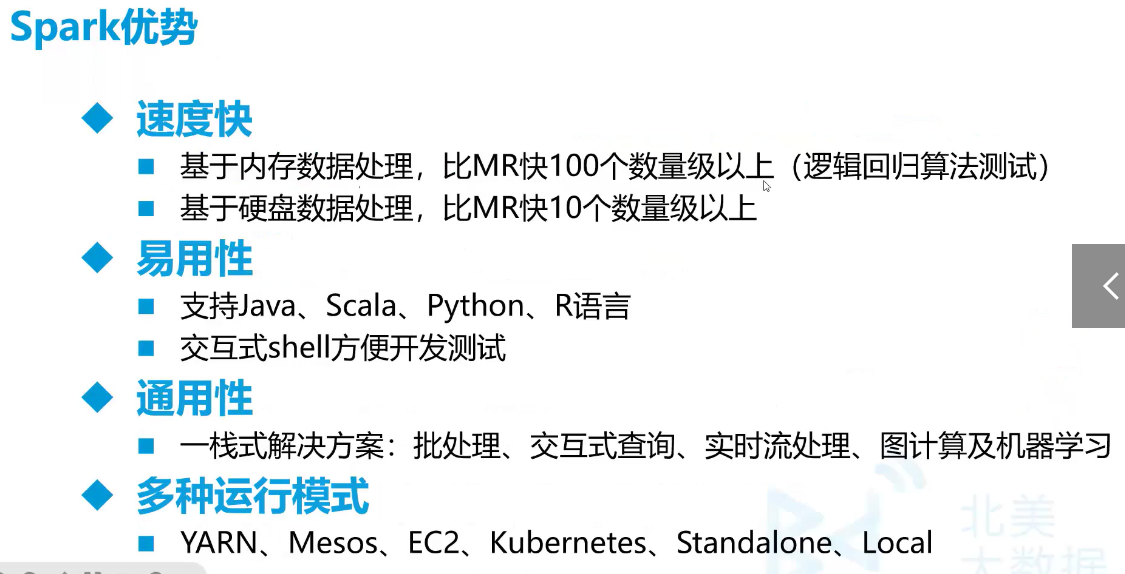 Spark优势
速度快
基于内存数据处理，比MR快100个数量级以上（逻辑回归算法测试）
基于硬盘数据处理，比MR快10个数量级以上
易用性
支持Java、Scala、Python、R语言
交互式shell方便开发测试
通用性
一栈式解决方案：批处理、交互式查询、实时流处理、图计算及机器学习
多种运行模式
YARN、Mesos、EC2、Kubernetes、Standalone、Local
北美
大数据